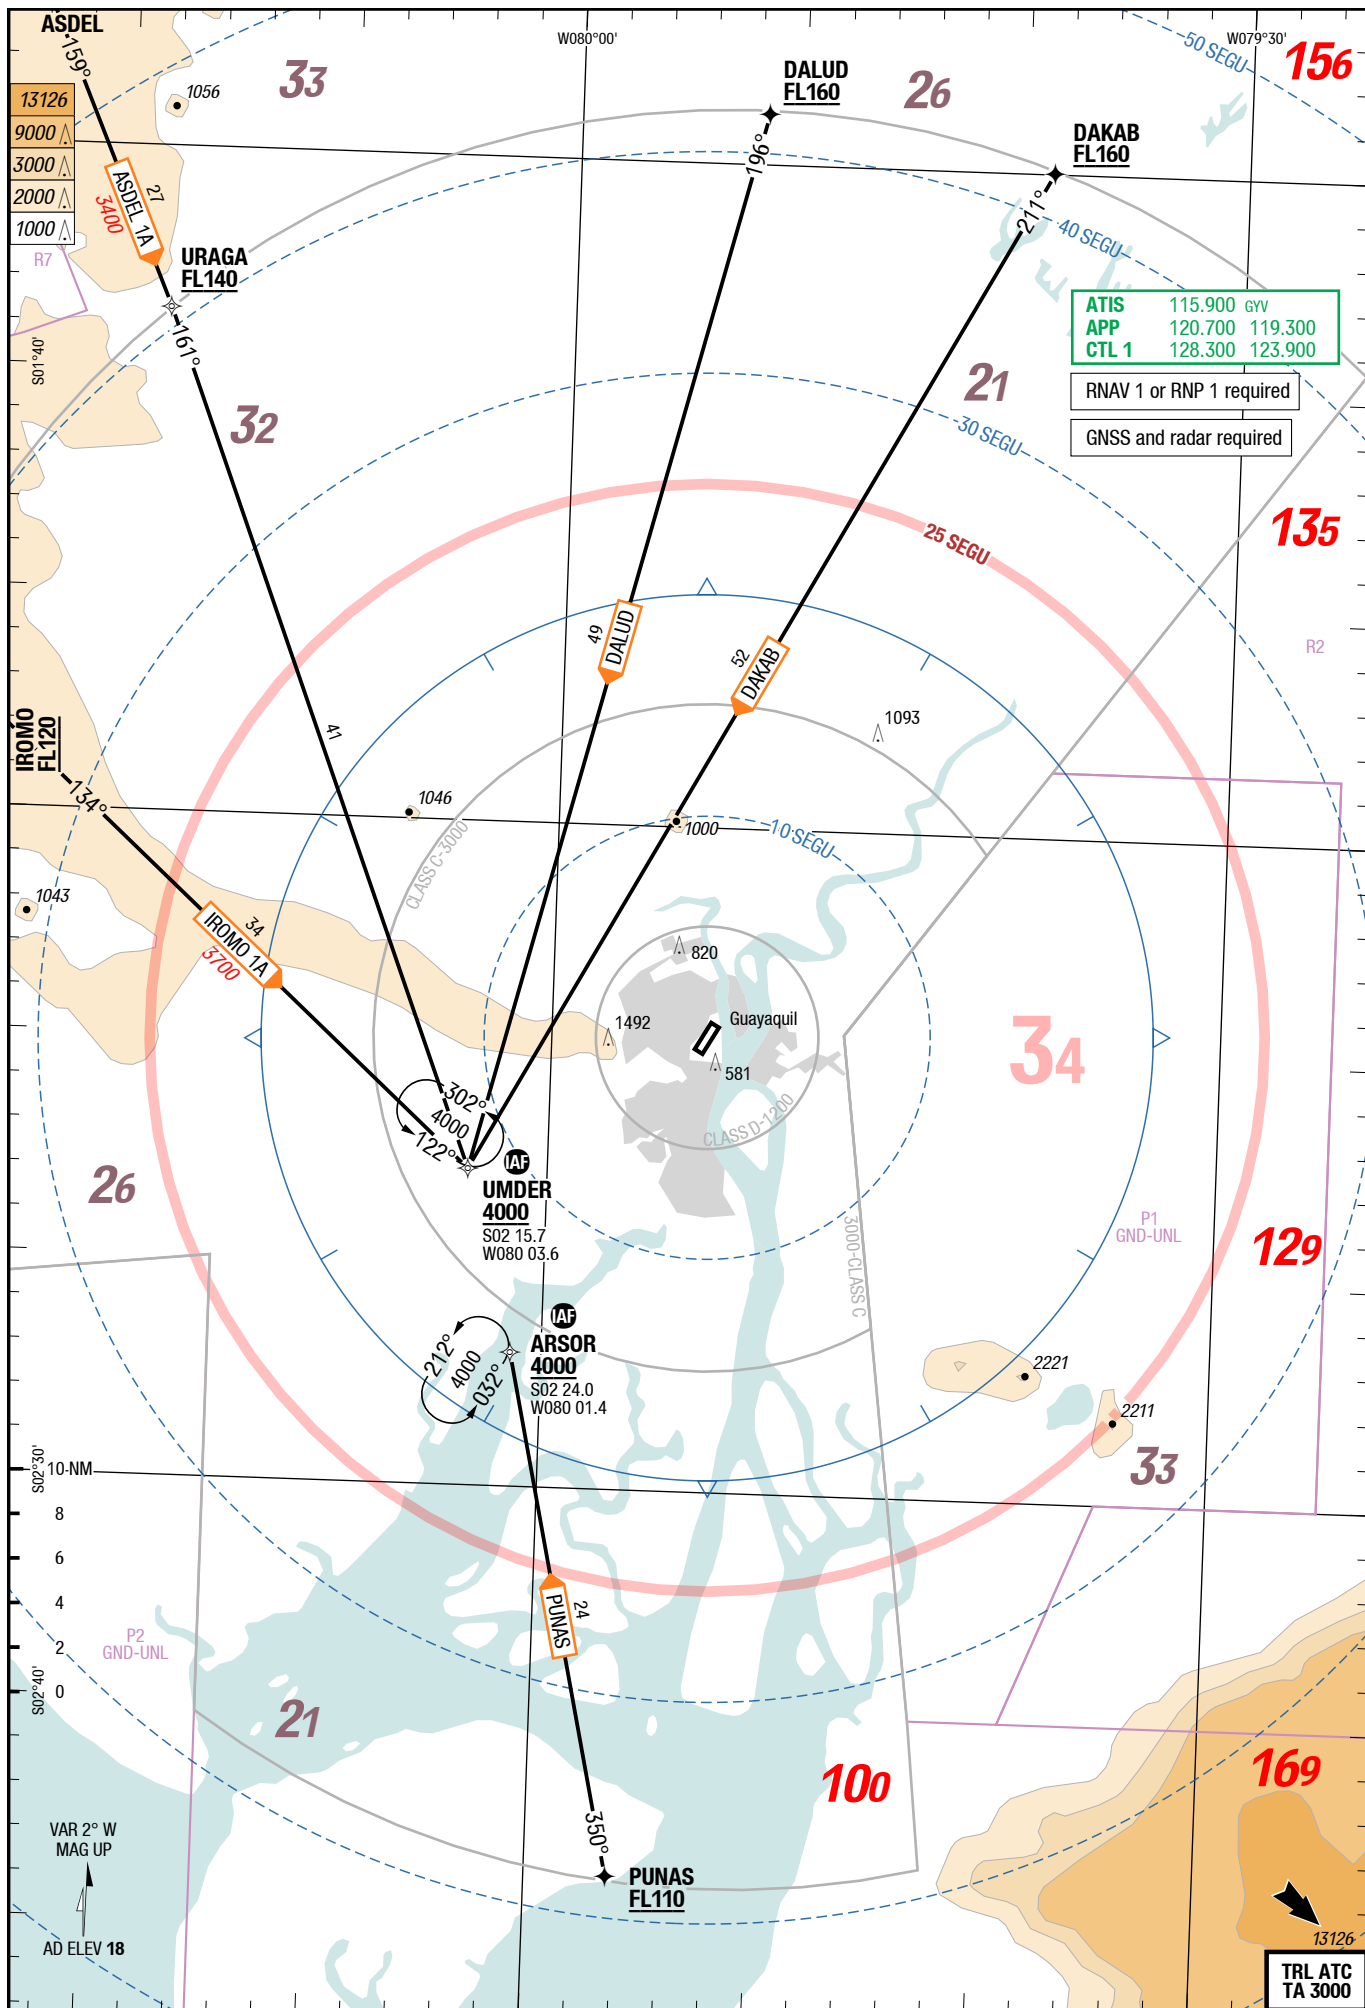 ASDEL
159°
W080°00'
W079°30'
50 SEGU
156
33
1056
DALUD
FL160
26
13126
9000
3000
2000
1000
DAKAB
FL160
196°
211°
27
ASDEL 1A
3400
40 SEGU
R7
URAGA
FL140
161°
ATIS 115.900 GYV
APP 120.700 119.300
CTL 1 128.300 123.900
RNAV 1 or RNP 1 required
GNSS and radar required
S01°40'
32
21
30 SEGU
25 SEGU
135
49
DALUD
52
DAKAB
R2
IROMO
FL120
41
1093
134°
1046
1000
10 SEGU
CLASS C-3000
1043
34
IROMO 1A
3700
820
1492
Guayaquil
581
34
302°
4000
122°
CLASS D-1200
IAF
UMDER
4000
S02 15.7
W080 03.6
26
3000-CLASS C
P1
GND-UNL
129
IAF
ARSOR
4000
S02 24.0
W080 01.4
212°
4000
032°
2221
2211
33
S02°30'
10 NM
8
6
4
2
0
24
PUNAS
P2
GND-UNL
S02°40'
21
100
169
350°
VAR 2° W
MAG UP
PUNAS
FL110
AD ELEV 18
13126
TRL ATC
TA 3000